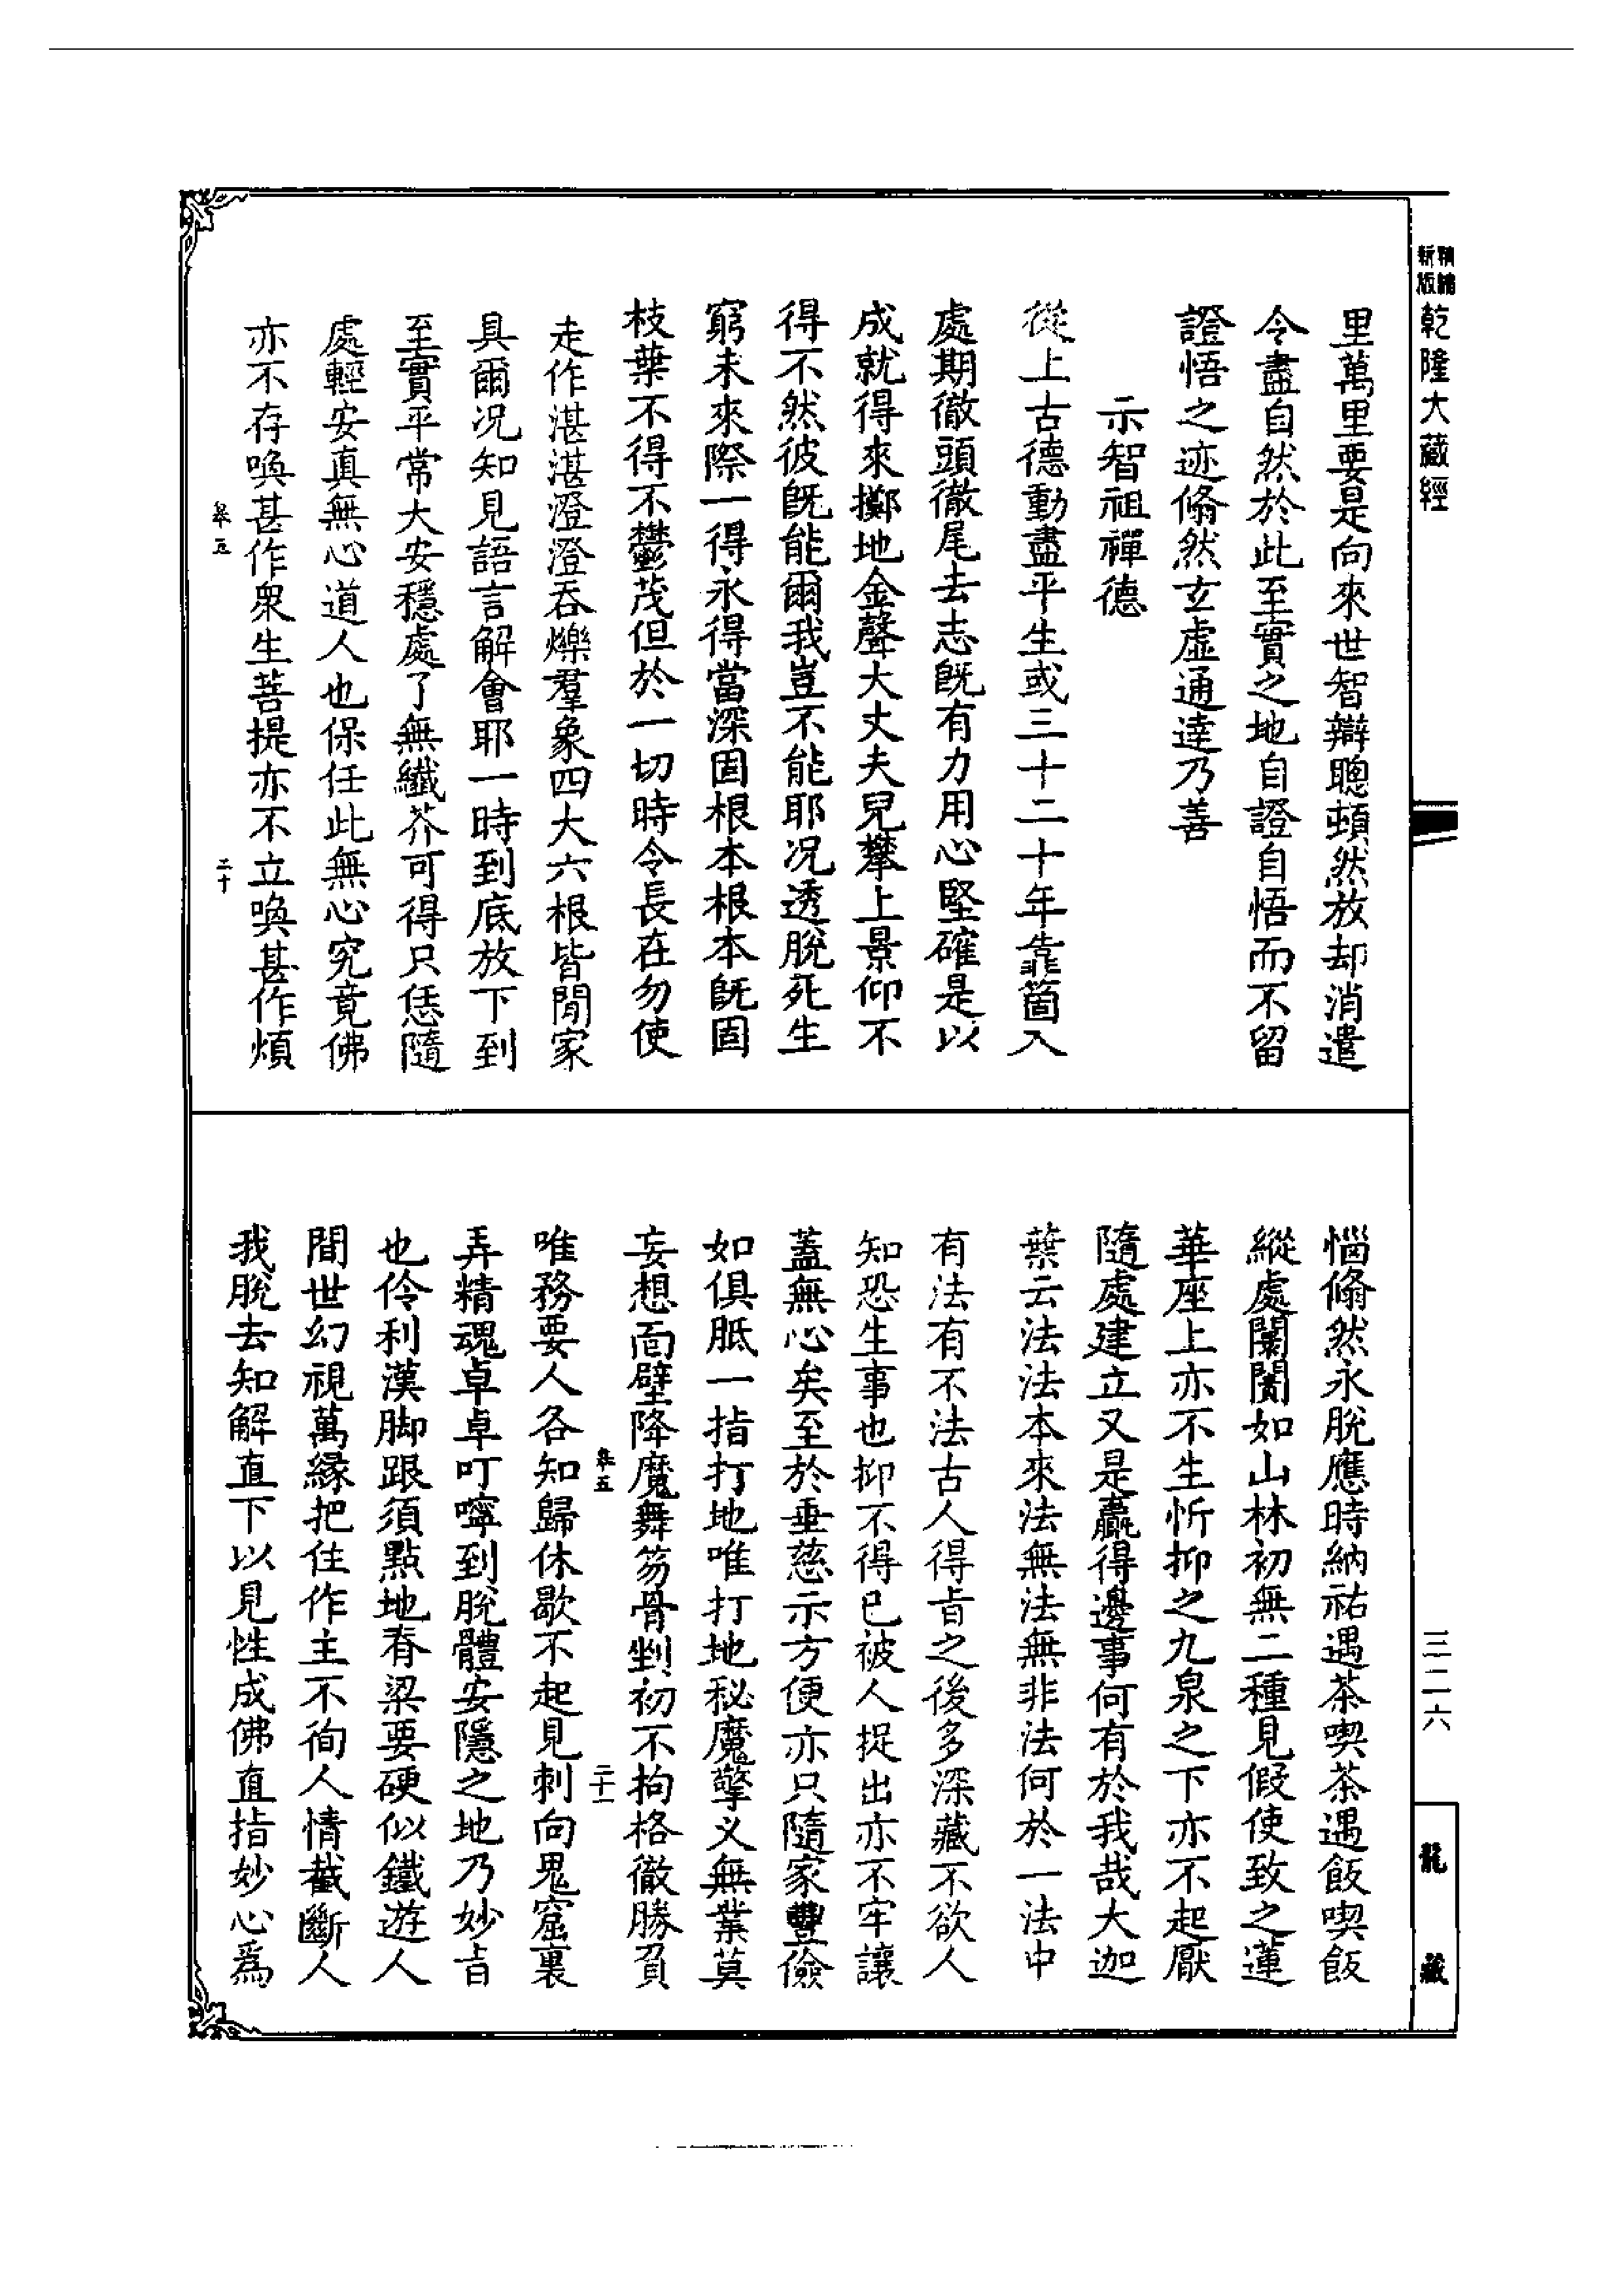 精編
新版
乾隆大藏經
里萬里要是向來世智辯聰頓然放却消遣
令盡自然於此至實之地自證自悟而不留
證悟之迹翛然玄虛通達乃善
示智祖禪德
從上古德動盡平生或三十二十年靠箇入
處期徹頭徹尾去志旣有力用心堅確是以
成就得來擲地金聲大丈夫兒攀上景仰不
得不然彼旣能爾我豈不能耶况透脫死生
窮未來際一得永得當深固根本根本旣固
枝葉不得不鬱茂但於一切時令長在勿使
走作湛湛澄澄吞爍羣象四大六根皆閒家
具爾况知見語言解會耶一時到底放下到
至實平常大安穩處了無纖芥可得只恁隨
處輕安真無心道人也保任此無心究竟佛
亦不存喚甚作衆生菩提亦不立喚甚作煩
二十
惱翛然永脫應時納祐遇茶喫茶遇飯喫飯
縱處闤闠如山林初無二種見假使致之蓮
華座上亦不生忻抑之九泉之下亦不起厭
隨處建立又是贏得邊事何有於我哉大迦
葉云法法本來法無法無非法何於一法中
有法有不法古人得旨之後多深藏不欲人
知恐生事也抑不得已被人捉出亦不牢讓
蓋無心矣至於垂慈示方便亦只隨家豐儉
如俱胝一指打地唯打地秘魔擎义無業莫
妄想面壁降魔舞笏骨剉初不拘格徹勝負
二十一
唯務要人各知歸休歇不起見刺向鬼窟裏
弄精魂卓卓叮嚀到脫體安隱之地乃妙旨
也伶利漢脚跟須點地脊梁要硬似鐵遊人
間世幻視萬緣把住作主不徇人情截斷人
我脫去知解直下以見性成佛直指妙心爲
三二六
龍藏